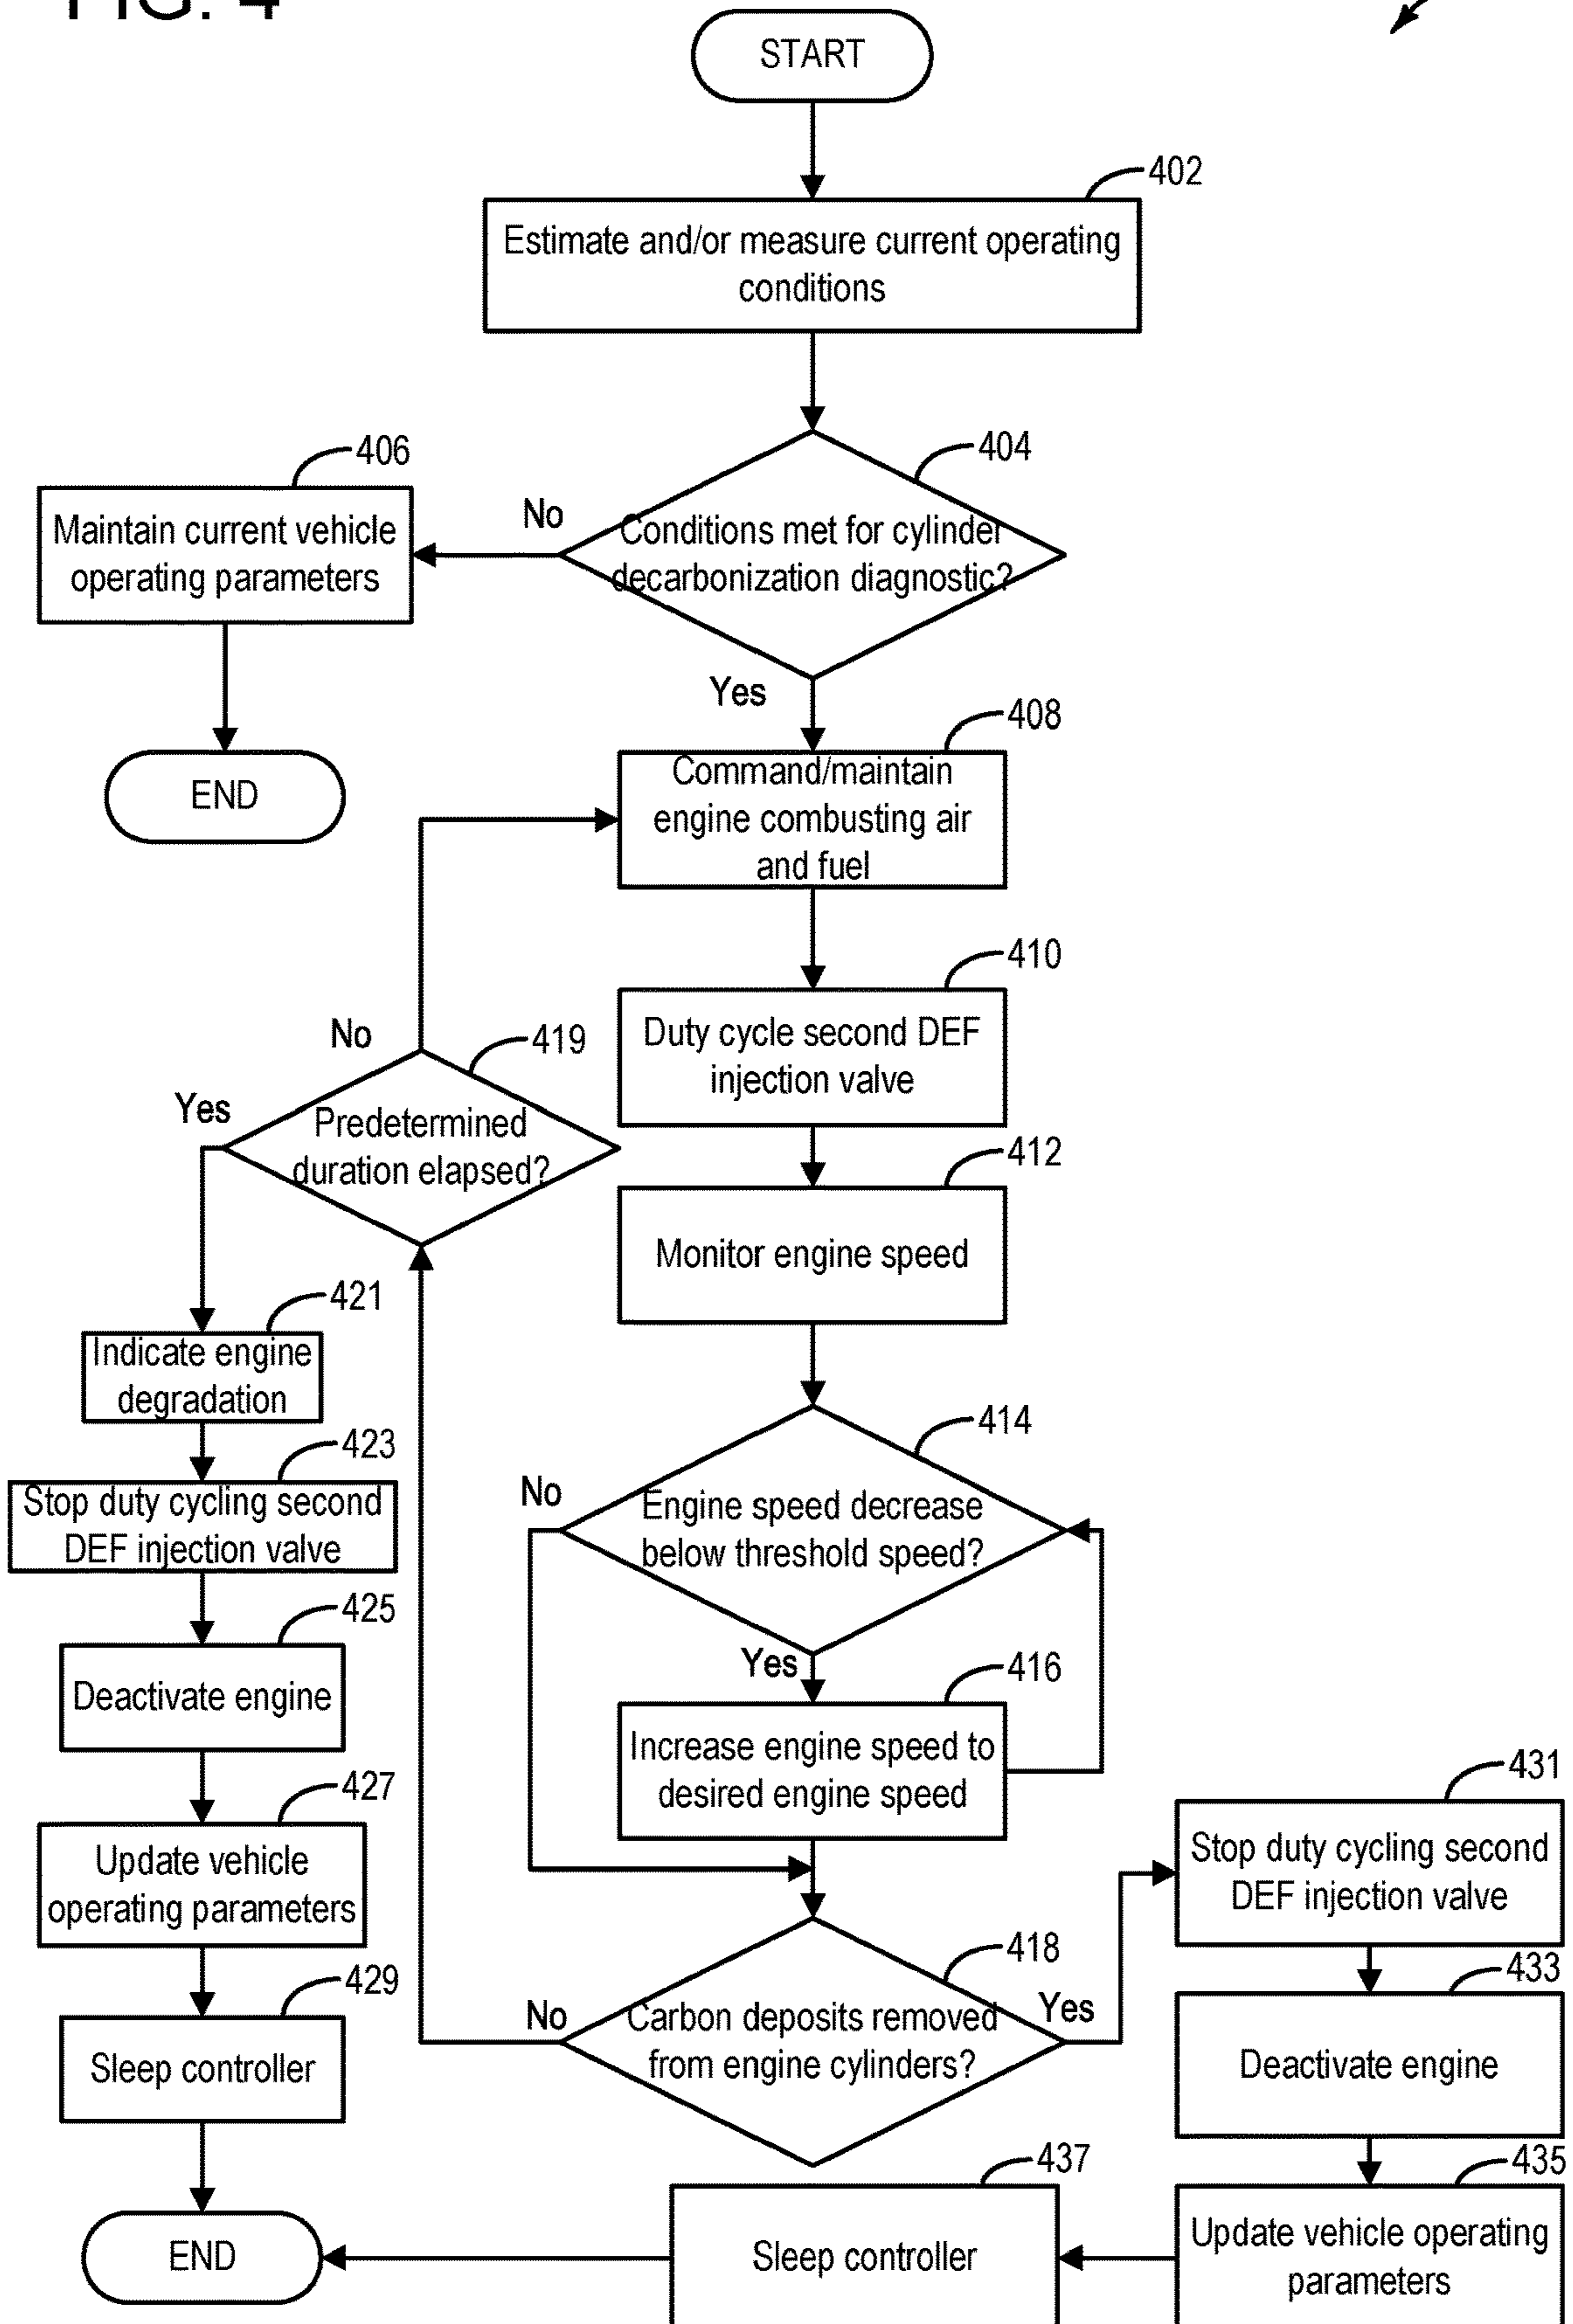 FIG. 4
START
402
Estimate and/or measure current operating
conditions
404
Conditions met for cylinder
decarbonization diagnostic?
No
406
Maintain current vehicle
operating parameters
END
Yes
408
Command/maintain
engine combusting air
and fuel
410
Duty cycle second DEF
injection valve
412
Monitor engine speed
414
Engine speed decrease
below threshold speed?
No
Yes
416
Increase engine speed to
desired engine speed
418
Carbon deposits removed
from engine cylinders?
No
Yes
419
Predetermined
duration elapsed?
No
Yes
421
Indicate engine
degradation
423
Stop duty cycling second
DEF injection valve
425
Deactivate engine
427
Update vehicle
operating parameters
429
Sleep controller
END
431
Stop duty cycling second
DEF injection valve
433
Deactivate engine
435
Update vehicle operating
parameters
437
Sleep controller